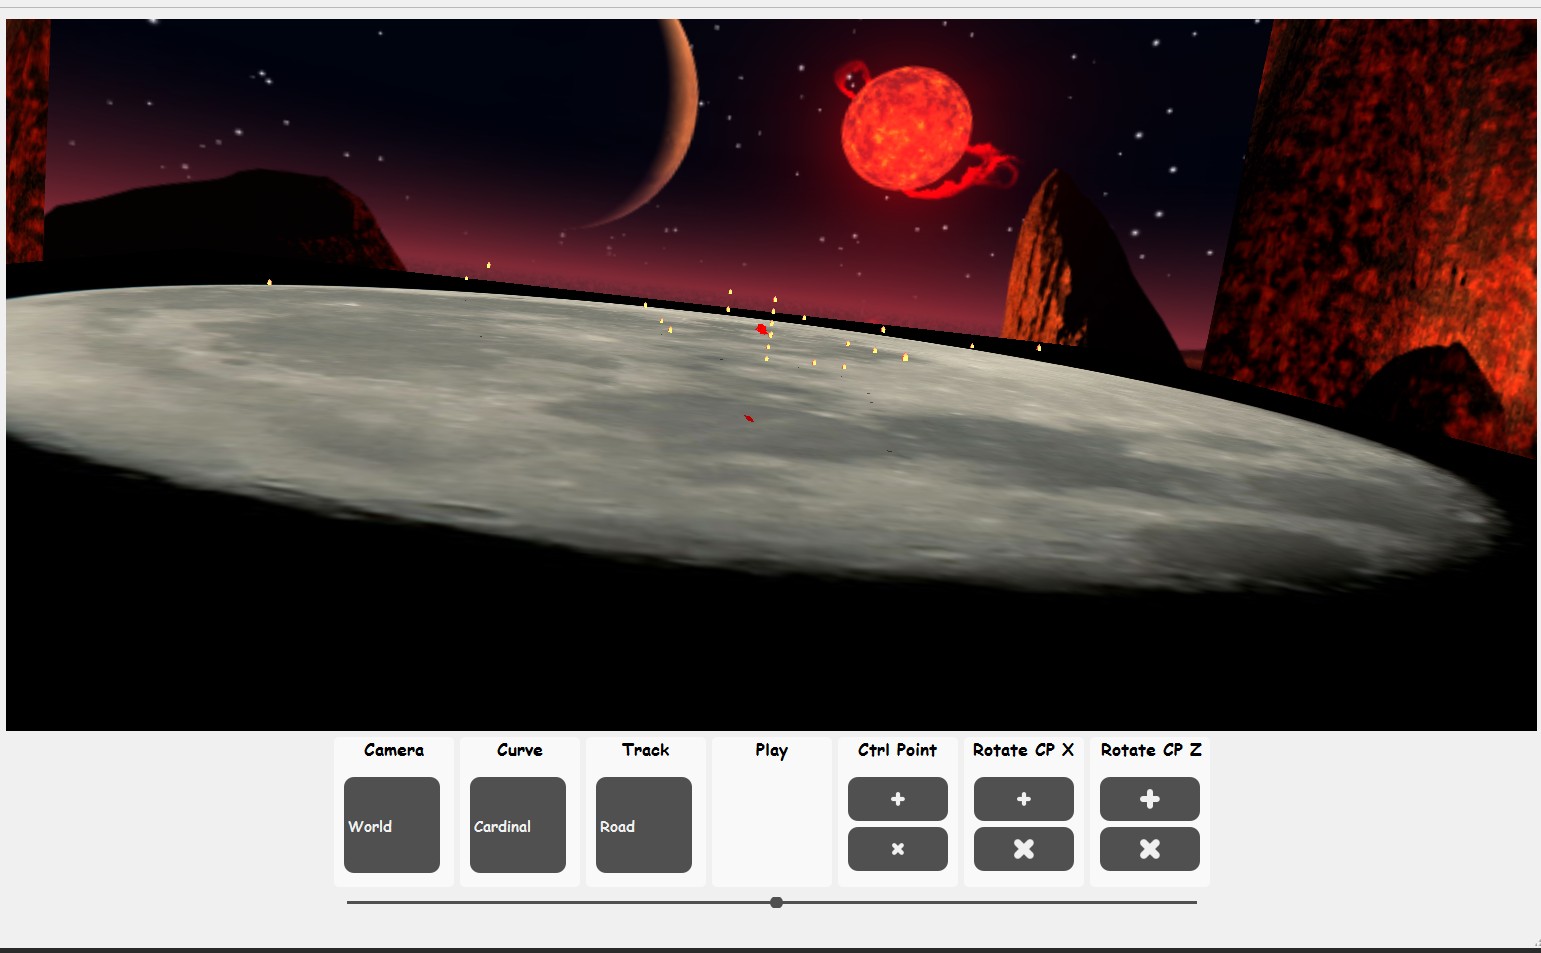 Camera
Curve
Track
Play
Ctrl Point
Rotate CP X
Rotate CP Z
World
Cardinal
Road